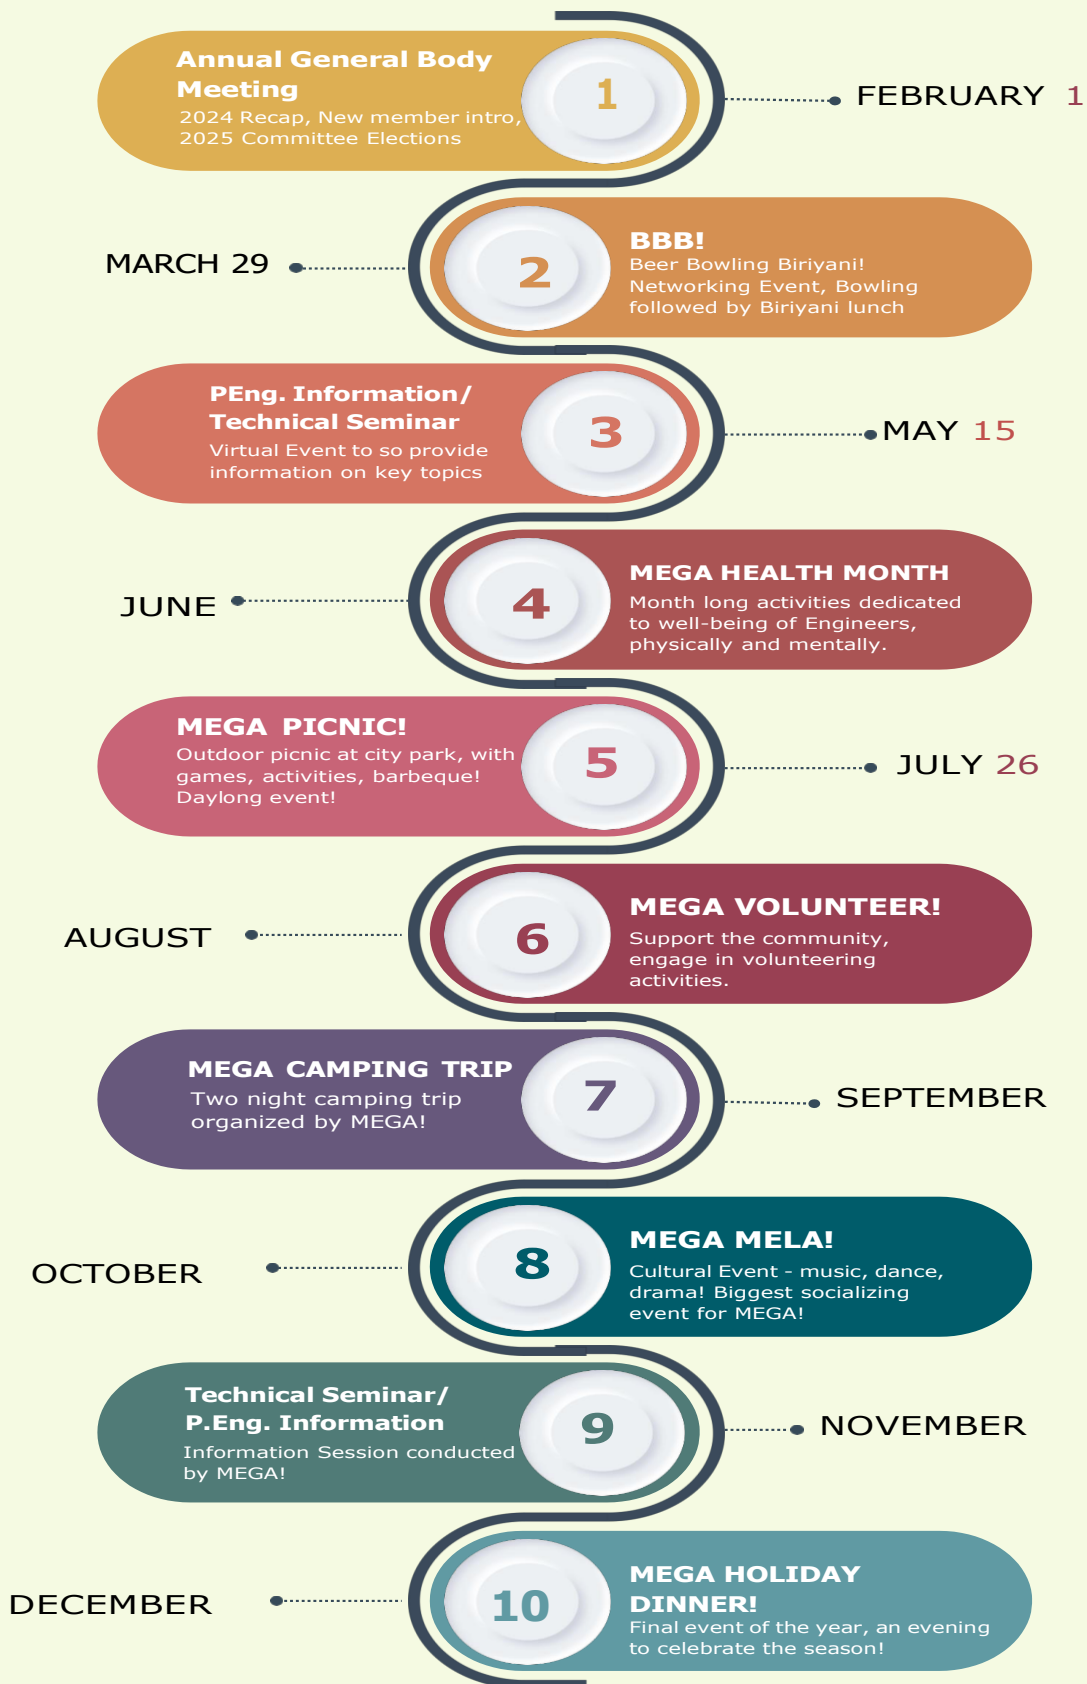 Annual General Body
Meeting
2024 Recap, New member intro,
2025 Committee Elections
1
FEBRUARY 1
MARCH 29
2
BBB!
Beer Bowling Biriyani!
Networking Event, Bowling
followed by Biriyani lunch
PEng. Information/
Technical Seminar
Virtual Event to so provide
information on key topics
3
MAY 15
JUNE
4
MEGA HEALTH MONTH
Month long activities dedicated
to well-being of Engineers,
physically and mentally.
MEGA PICNIC!
Outdoor picnic at city park, with
games, activities, barbeque!
Daylong event!
5
JULY 26
AUGUST
6
MEGA VOLUNTEER!
Support the community,
engage in volunteering
activities.
MEGA CAMPING TRIP
Two night camping trip
organized by MEGA!
7
SEPTEMBER
OCTOBER
8
MEGA MELA!
Cultural Event - music, dance,
drama! Biggest socializing
event for MEGA!
Technical Seminar/
P.Eng. Information
Information Session conducted
by MEGA!
9
NOVEMBER
DECEMBER
10
MEGA HOLIDAY
DINNER!
Final event of the year, an evening
to celebrate the season!